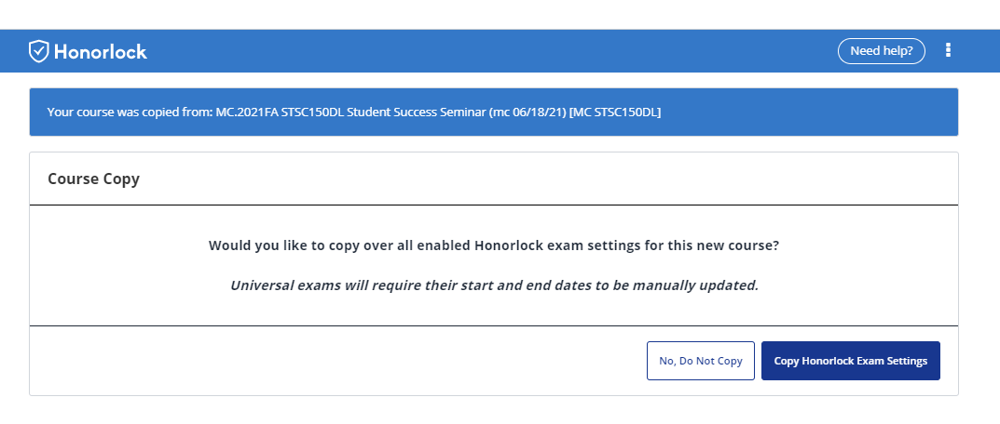 Honorlock
Need help?
Your course was copied from: MC.2021FA STSC150DL Student Success Seminar (mc 06/18/21) [MC STSC150DL]
Course Copy
Would you like to copy over all enabled Honorlock exam settings for this new course?
Universal exams will require their start and end dates to be manually updated.
No, Do Not Copy
Copy Honorlock Exam Settings